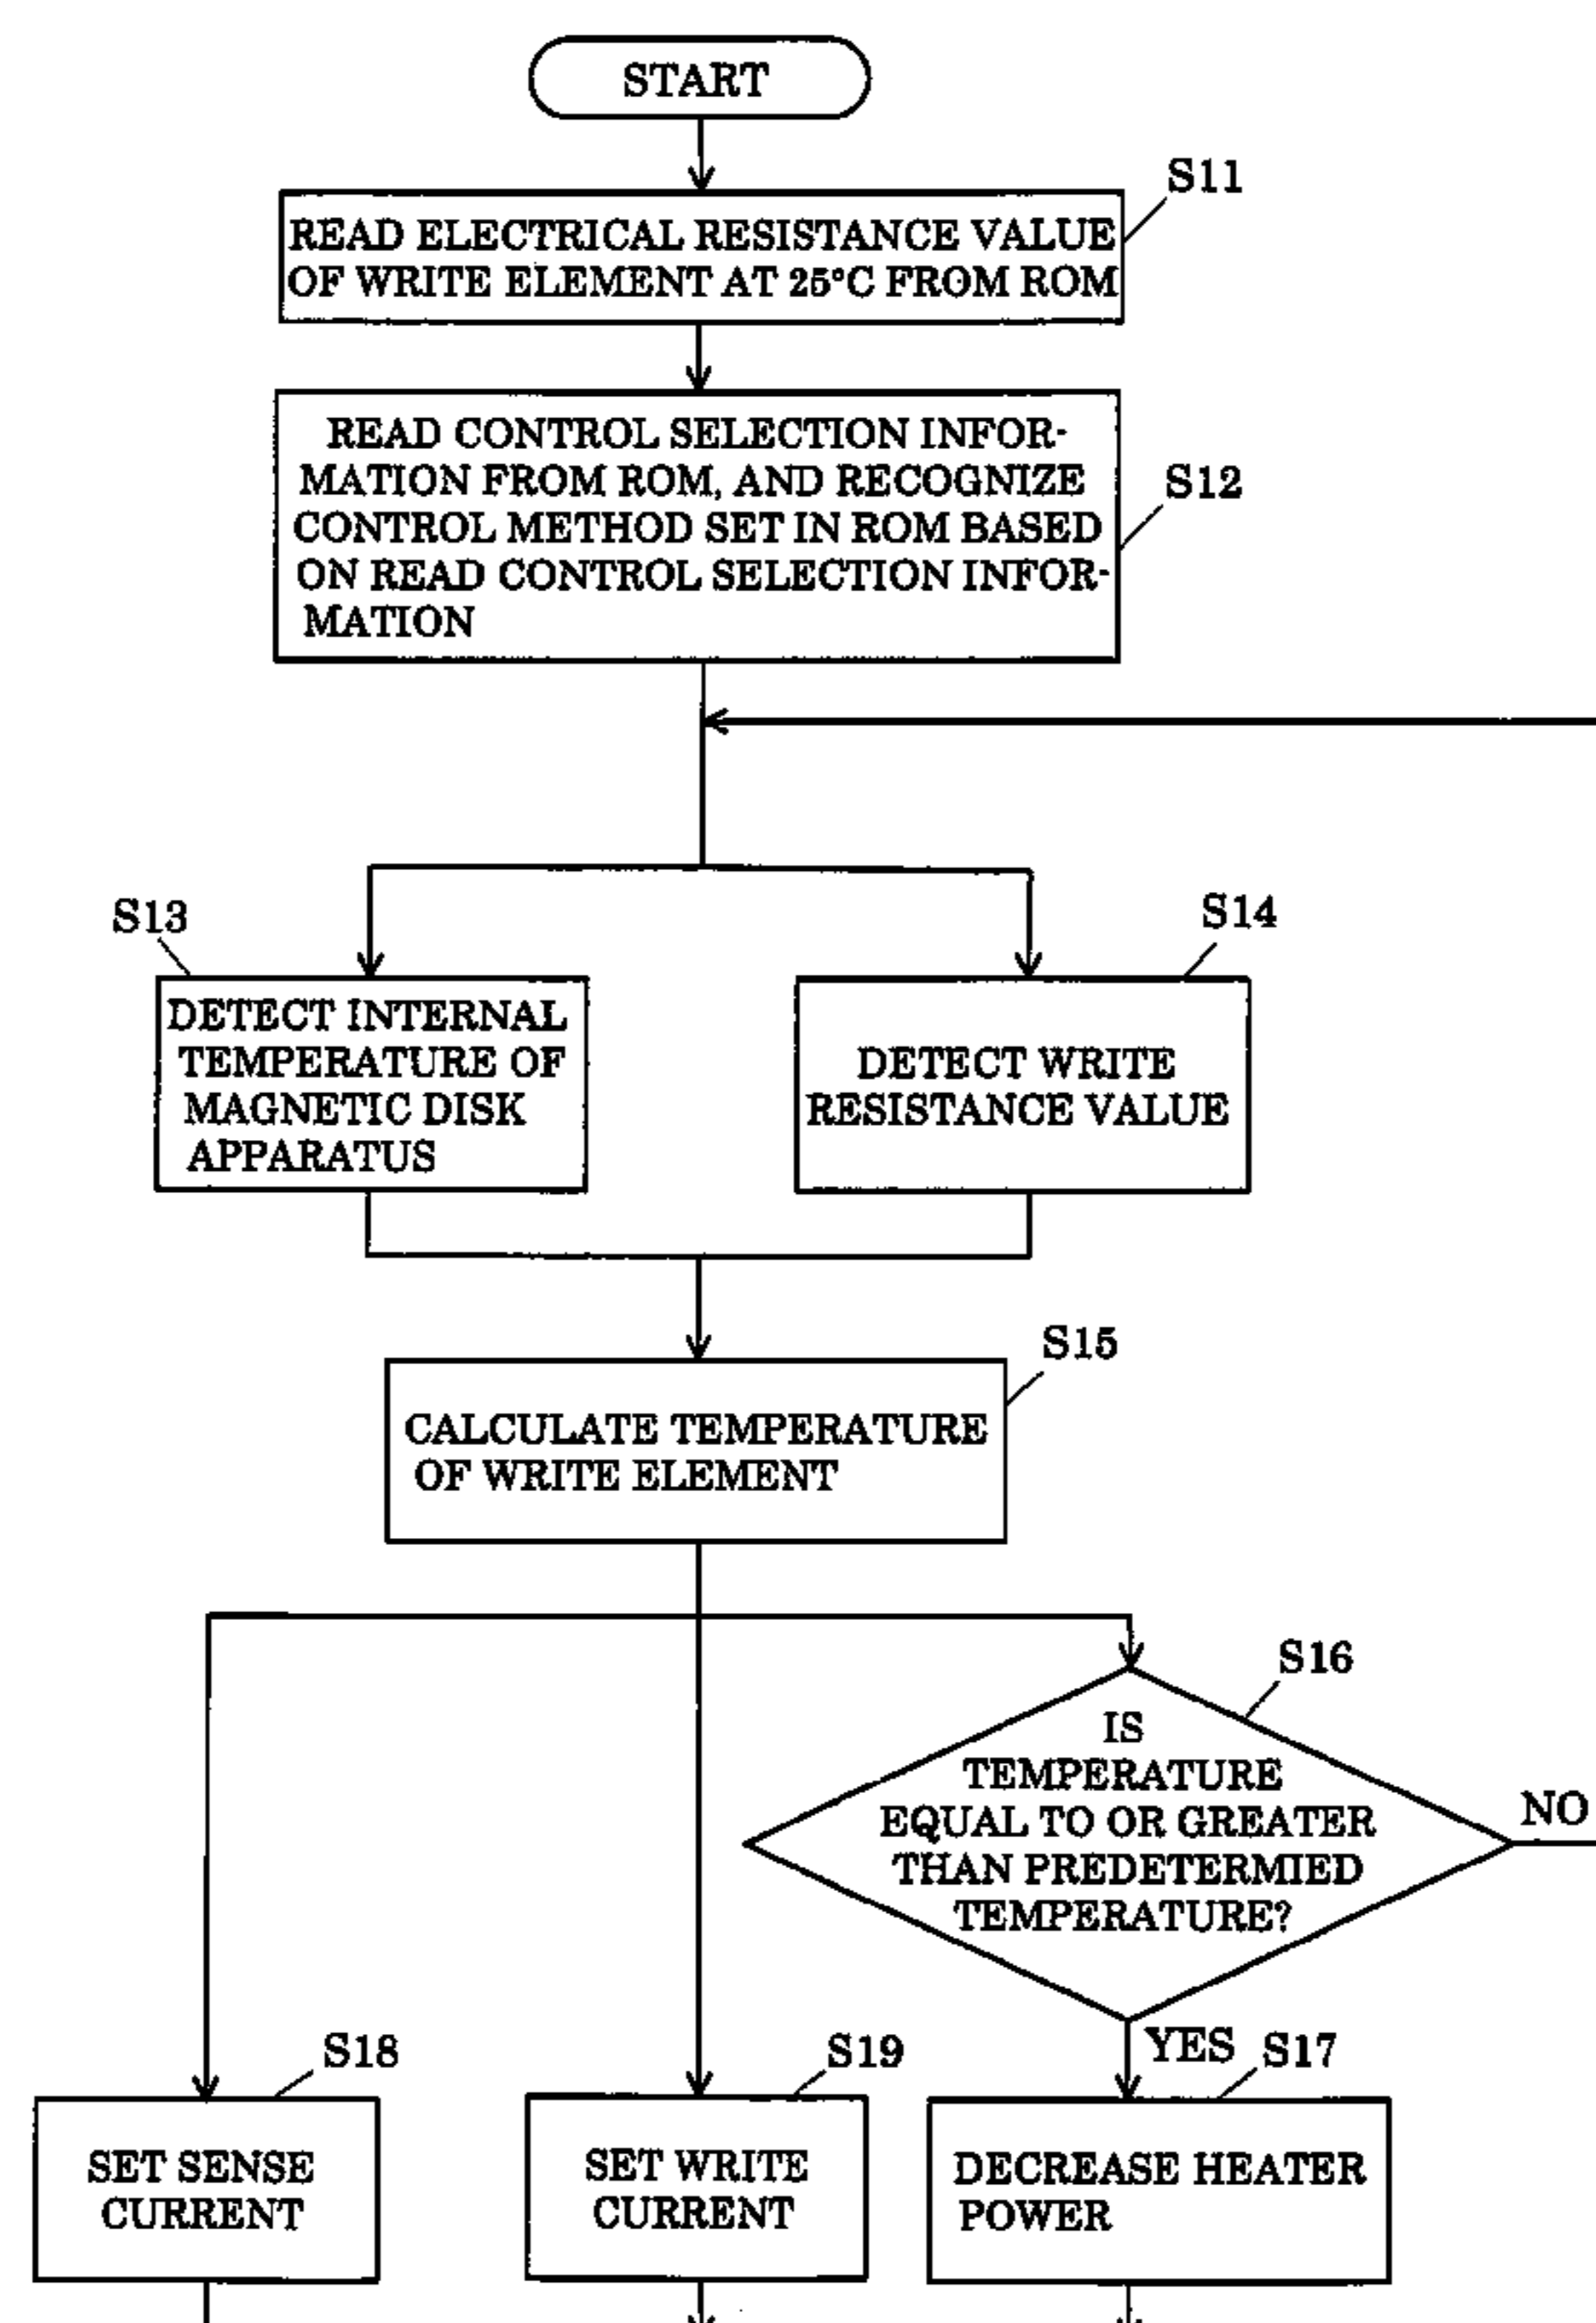 START
S11
READ ELECTRICAL RESISTANCE VALUE
OF WRITE ELEMENT AT 25°C FROM ROM
READ CONTROL SELECTION INFOR-
MATION FROM ROM, AND RECOGNIZE
S12
CONTROL METHOD SET IN ROM BASED
ON READ CONTROL SELECTION INFOR-
MATION
S13
S14
DETECT INTERNAL
TEMPERATURE OF
MAGNETIC DISK
APPARATUS
DETECT WRITE
RESISTANCE VALUE
S15
CALCULATE TEMPERATURE
OF WRITE ELEMENT
S16
IS
TEMPERATURE
EQUAL TO OR GREATER
THAN PREDETERMIED
TEMPERATURE?
NO
YES
S18
S19
S17
SET SENSE
CURRENT
SET WRITE
CURRENT
DECREASE HEATER
POWER